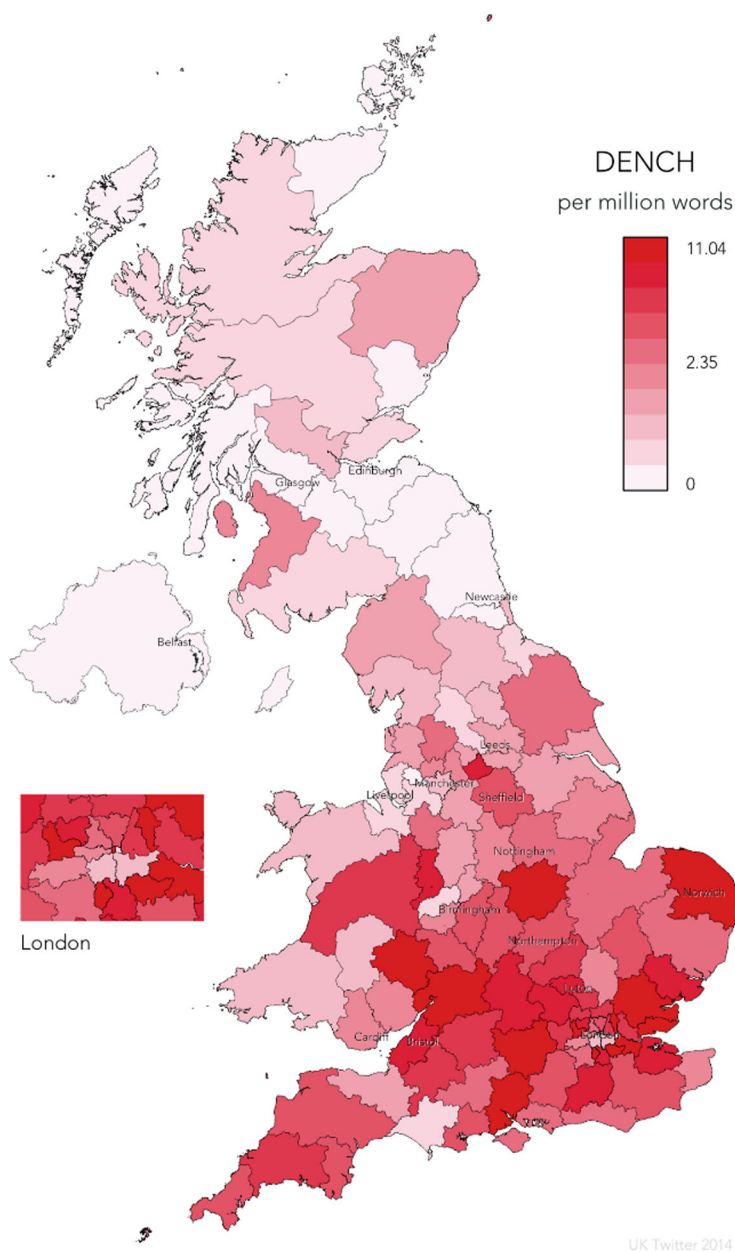 DENCH
per million words
11.04
2.35
0
Edinburgh
Glasgow
Newcastle
Belfast
Leeds
Manchester
Liverpool
Sheffield
Nottingham
Norwich
Birmingham
Northampton
Luton
Cardiff
Bristol
London
London
UK Twitter 2014